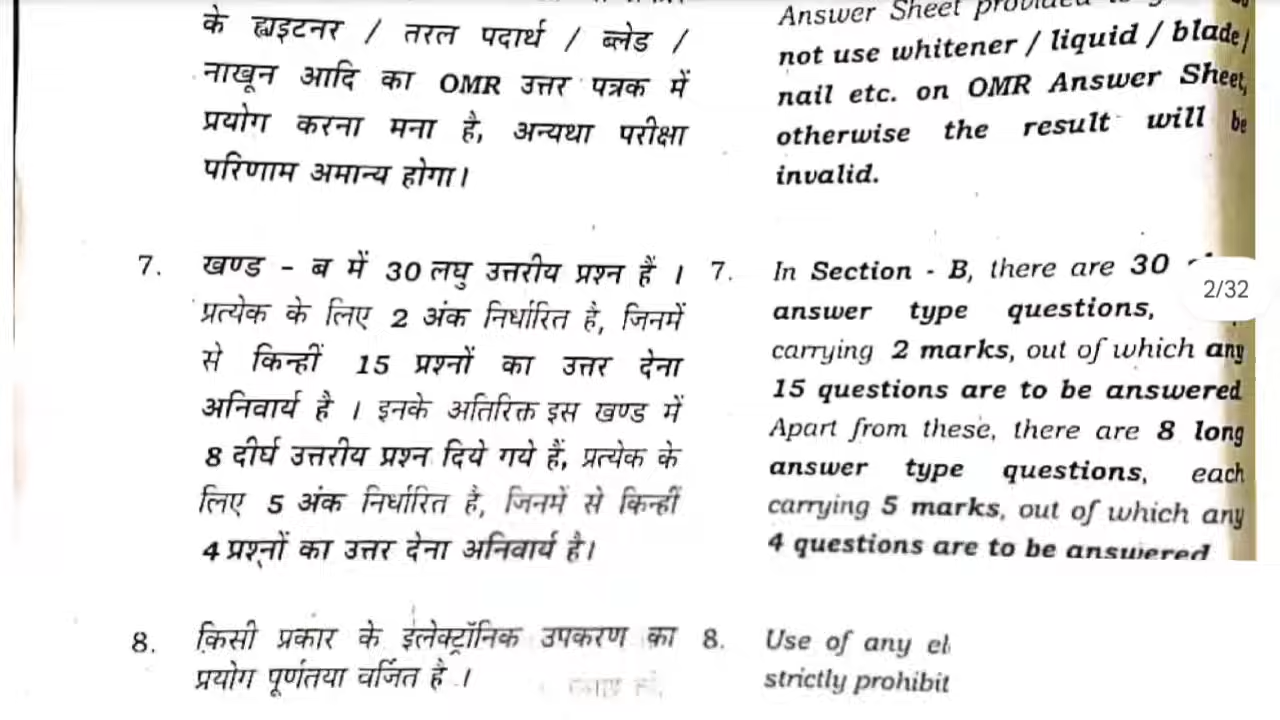 के ह्वाइटनर / तरल पदार्थ / ब्लेड /
नाखून आदि का OMR उत्तर पत्रक में
प्रयोग करना मना है, अन्यथा परीक्षा
परिणाम अमान्य होगा।
Answer Sheet provided
not use whitener / liquid / blade /
nail etc. on OMR Answer Sheet,
otherwise the result will be
invalid.
7. खण्ड - ब में 30 लघु उत्तरीय प्रश्न हैं ।
प्रत्येक के लिए 2 अंक निर्धारित है, जिनमें
से किन्हीं 15 प्रश्नों का उत्तर देना
अनिवार्य है । इनके अतिरिक्त इस खण्ड में
8 दीर्घ उत्तरीय प्रश्न दिये गये हैं, प्रत्येक के
लिए 5 अंक निर्धारित है, जिनमें से किन्हीं
4 प्रश्नों का उत्तर देना अनिवार्य है।
7. In Section - B, there are 30
answer type questions,
carrying 2 marks, out of which any
15 questions are to be answered
Apart from these, there are 8 long
answer type questions, each
carrying 5 marks, out of which any
4 questions are to be answered
2/32
8. किसी प्रकार के इलेक्ट्रॉनिक उपकरण का
प्रयोग पूर्णतया वर्जित है ।
8. Use of any el
strictly prohibit